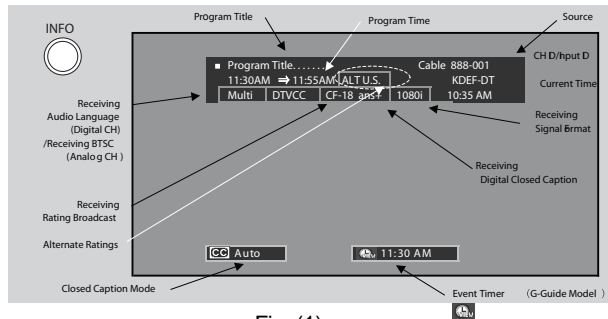 INFO
Program Title
Program Time
Source
CH D/hput D
Current Time
Program Title.......
Cable 888-001
11:30AM ⇒ 11:55AM ALT U.S.
KDEF-DT
Multi DTVCC CF-18 ans+ 1080i 10:35 AM
Receiving
Audio Language
(Digital CH)
/Receiving BTSC
(Analog CH )
Receiving
Signal Format
Receiving
Digital Closed Caption
Receiving
Rating Broadcast
Alternate Ratings
CC Auto
11:30 AM
Closed Caption Mode
Event Timer (G-Guide Model )